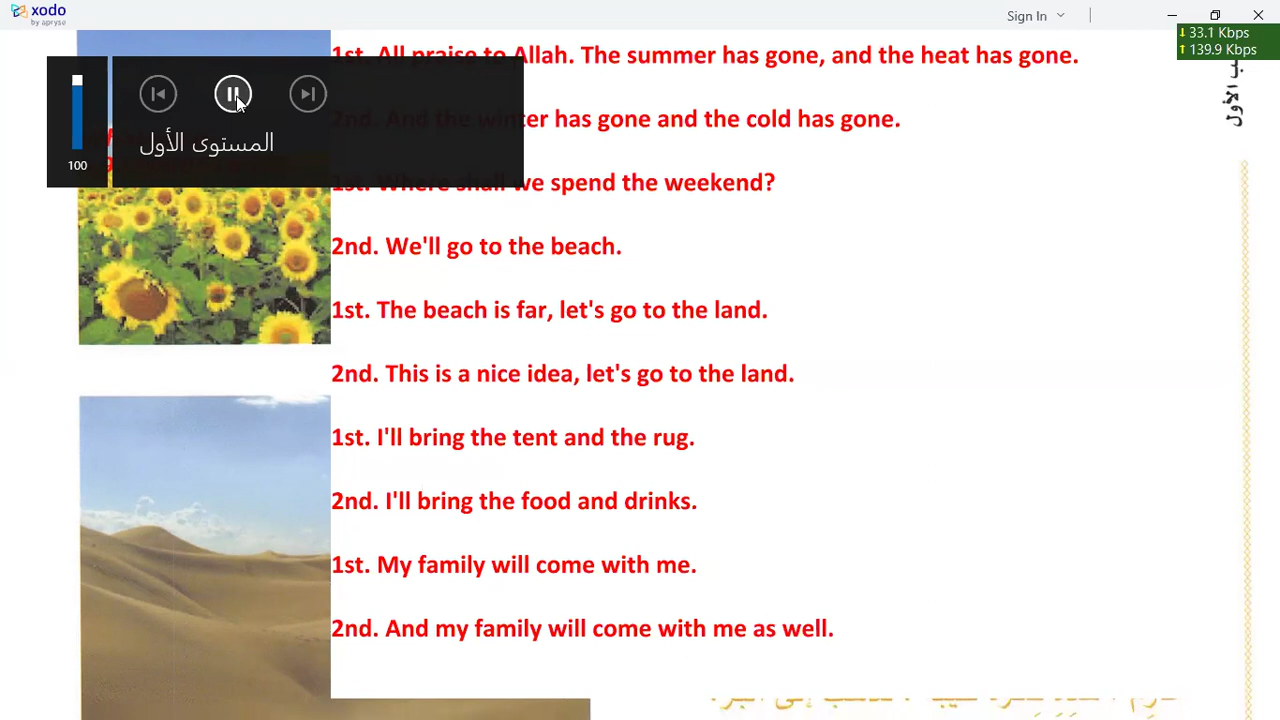 xodo
by apryse
Sign In
33.1 Kbps
139.9 Kbps
1st. All praise to Allah. The summer has gone, and the heat has gone.
2nd. And the winter has gone and the cold has gone.
المستوى الأول
100
1st. Where shall we spend the weekend?
2nd. We'll go to the beach.
1st. The beach is far, let's go to the land.
2nd. This is a nice idea, let's go to the land.
1st. I'll bring the tent and the rug.
2nd. I'll bring the food and drinks.
1st. My family will come with me.
2nd. And my family will come with me as well.